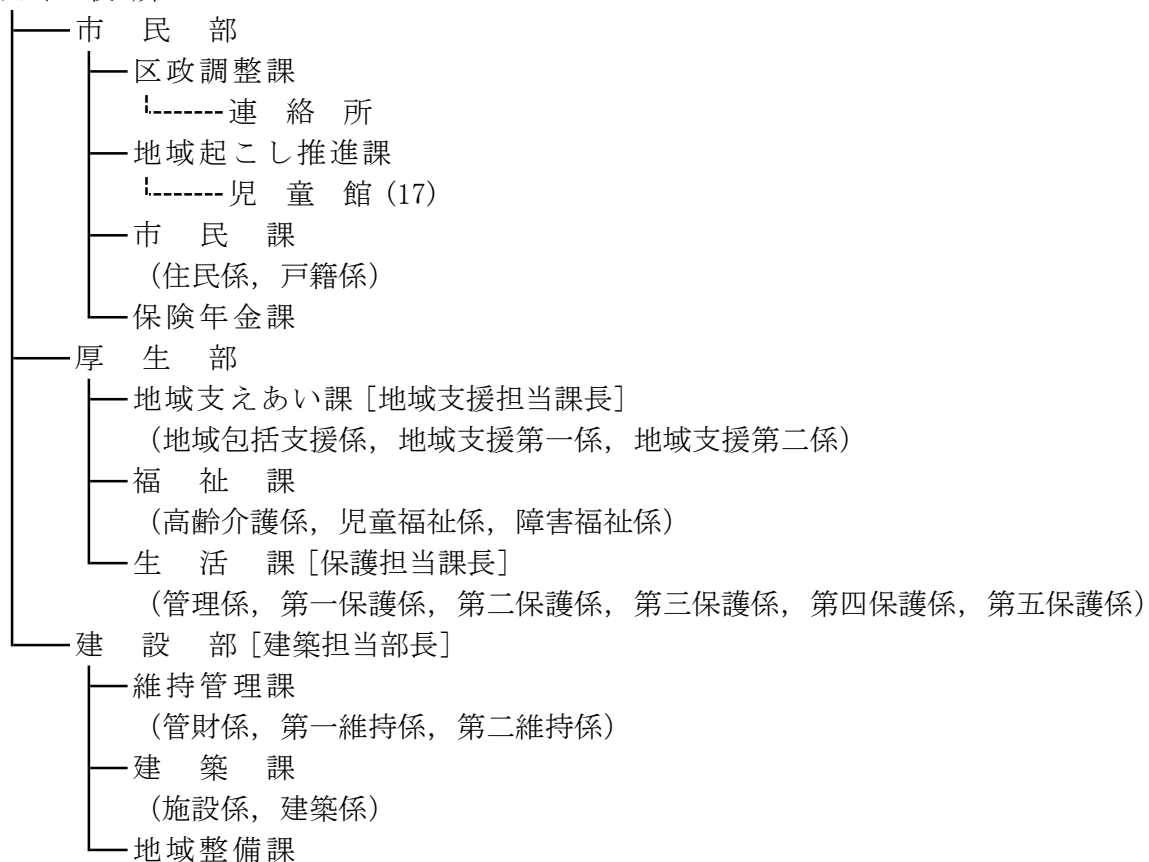 市　民　部
区政調整課
連　絡　所
地域起こし推進課
児　童　館（17）
市　民　課
（住民係，戸籍係）
保険年金課
厚　生　部
地域支えあい課［地域支援担当課長］
（地域包括支援係，地域支援第一係，地域支援第二係）
福　祉　課
（高齢介護係，児童福祉係，障害福祉係）
生　活　課［保護担当課長］
（管理係，第一保護係，第二保護係，第三保護係，第四保護係，第五保護係）
建　設　部［建築担当部長］
維持管理課
（管財係，第一維持係，第二維持係）
建　築　課
（施設係，建築係）
地域整備課